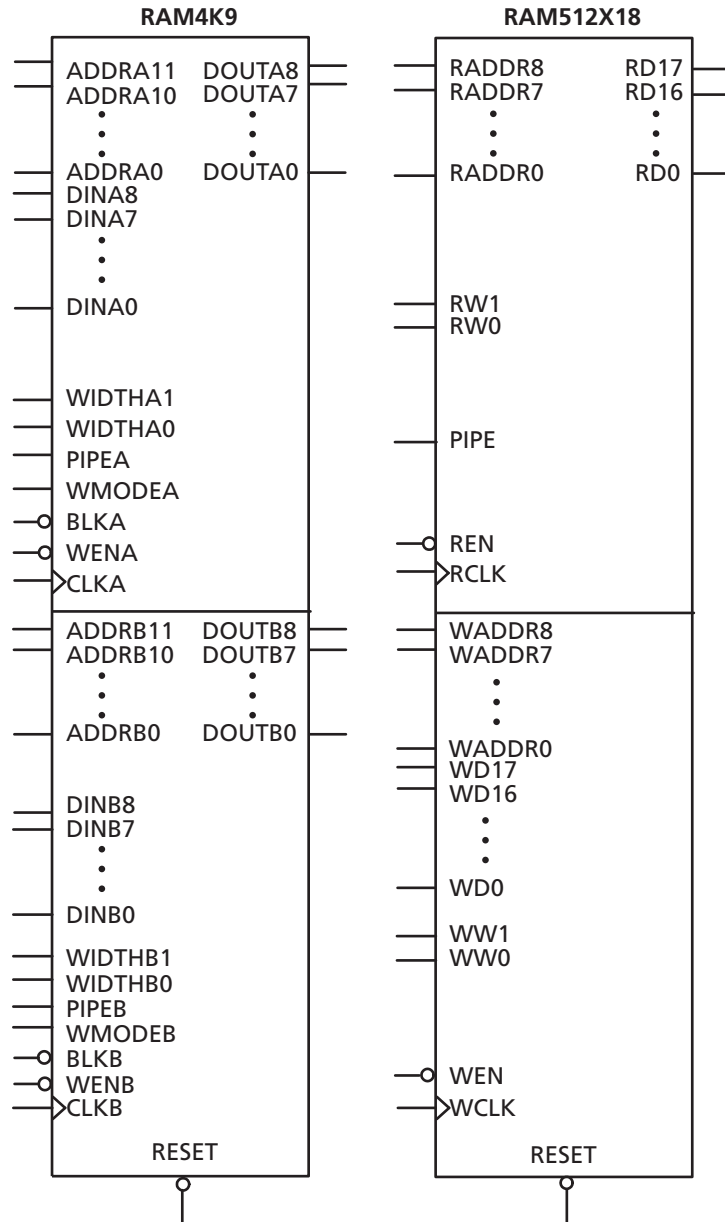 RAM4K9
ADDRA11 DOUTA8
ADDRA10 DOUTA7
ADDRA0 DOUTA0
DINA8
DINA7
DINA0
WIDTHA1
WIDTHA0
PIPEA
WMODEA
BLKA
WENA
CLKA
ADDRB11 DOUTB8
ADDRB10 DOUTB7
ADDRB0 DOUTB0
DINB8
DINB7
DINB0
WIDTHB1
WIDTHB0
PIPEB
WMODEB
BLKB
WENB
CLKB
RESET
RAM512X18
RADDR8 RD17
RADDR7 RD16
RADDR0 RD0
RW1
RW0
PIPE
REN
RCLK
WADDR8
WADDR7
WADDR0
WD17
WD16
WD0
WW1
WW0
WEN
WCLK
RESET